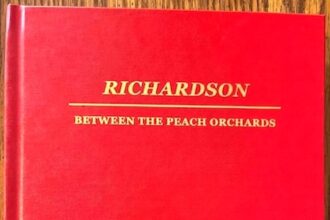 RICHARDSON
BETWEEN THE PEACH ORCHARDS